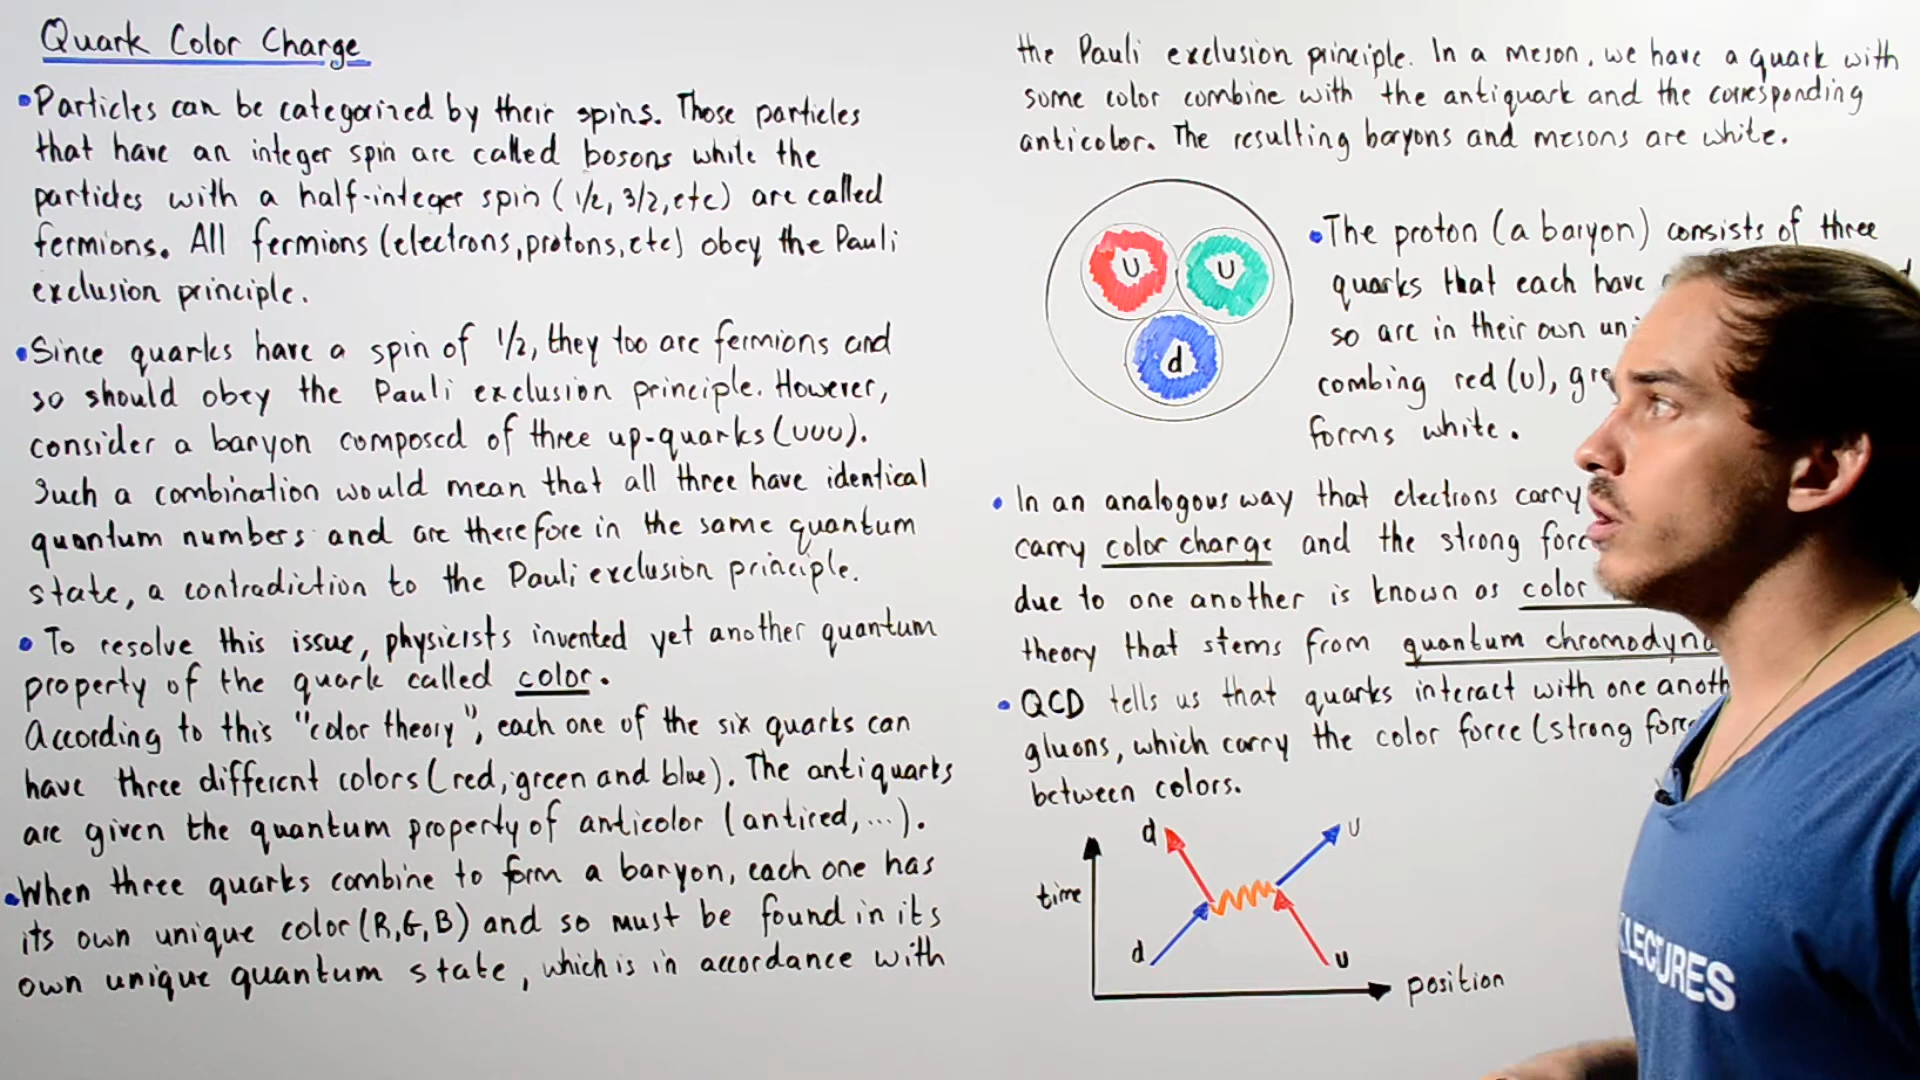 Quark Color Charge
•Particles can be categorized by their spins. Those particles
that have an integer spin are called bosons while the
particles with a half-integer spin (1/2, 3/2, etc) are called
fermions. All fermions (electrons, protons, etc) obey the Pauli
exclusion principle.
•Since quarks have a spin of 1/2, they too are fermions and
so should obey the Pauli exclusion principle. However,
consider a baryon composed of three up-quarks (UUU).
Such a combination would mean that all three have identical
quantum numbers and are therefore in the same quantum
state, a contradiction to the Pauli exclusion principle.
• To resolve this issue, physicists invented yet another quantum
property of the quark called color.
According to this "color theory", each one of the six quarks can
have three different colors (red, green and blue). The antiquarks
are given the quantum property of anticolor (antired, ...).
•When three quarks combine to form a baryon, each one has
its own unique color (R, G, B) and so must be found in its
own unique quantum state, which is in accordance with
the Pauli exclusion principle. In a meson, we have a quark with
some color combine with the antiquark and the corresponding
anticolor. The resulting baryons and mesons are white.
U U
d
•The proton (a baryon) consists of three
quarks that each have
so are in their own
combing red (U),
forms white.
• In an analogous way that electrons carry
carry color charge and the strong
due to one another is known as color
theory that stems from quantum
• QCD tells us that quarks interact with one
gluons, which carry the color force (strong
between colors.
d U
time
d U
position
LECTURES